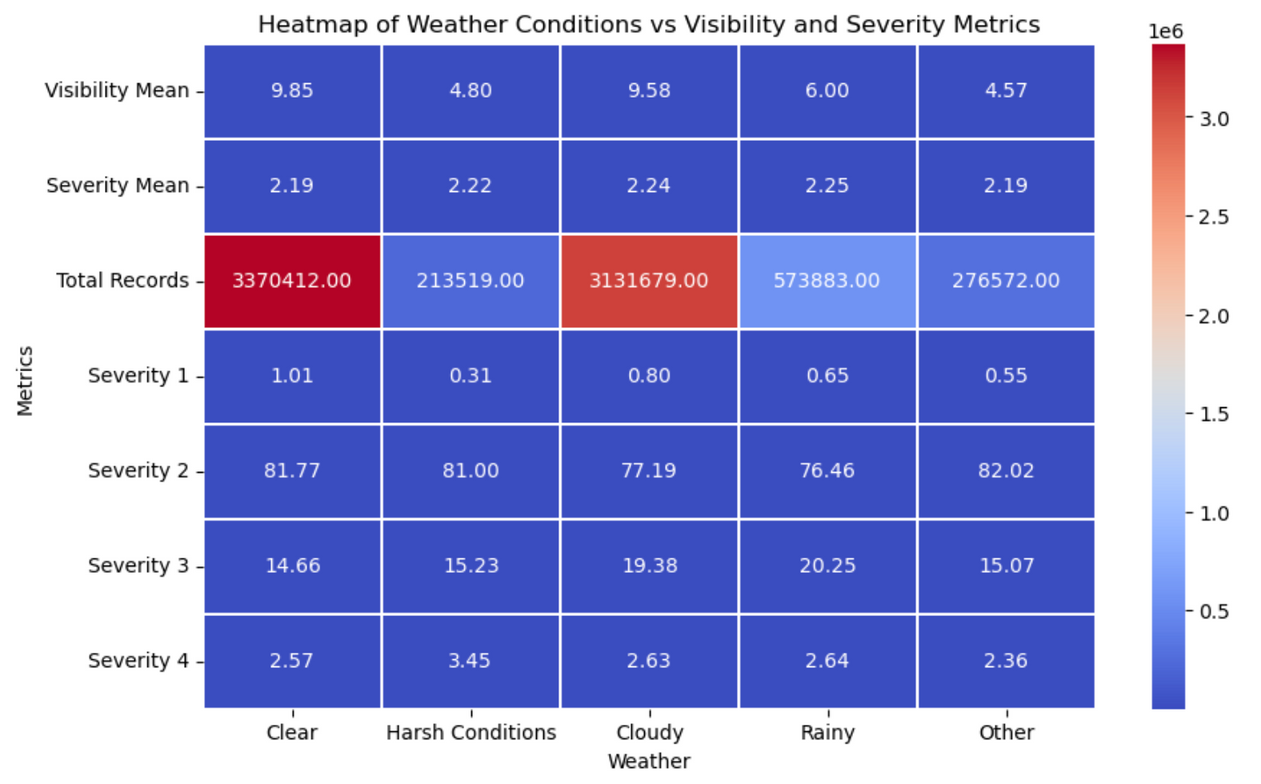 Heatmap of Weather Conditions vs Visibility and Severity Metrics
1e6
Visibility Mean 9.85 4.80 9.58 6.00 4.57
3.0
Severity Mean 2.19 2.22 2.24 2.25 2.19
2.5
Total Records 3370412.00 213519.00 3131679.00 573883.00 276572.00
2.0
Metrics
Severity 1 1.01 0.31 0.80 0.65 0.55
1.5
Severity 2 81.77 81.00 77.19 76.46 82.02
1.0
Severity 3 14.66 15.23 19.38 20.25 15.07
0.5
Severity 4 2.57 3.45 2.63 2.64 2.36
Clear Harsh Conditions Cloudy Rainy Other
Weather